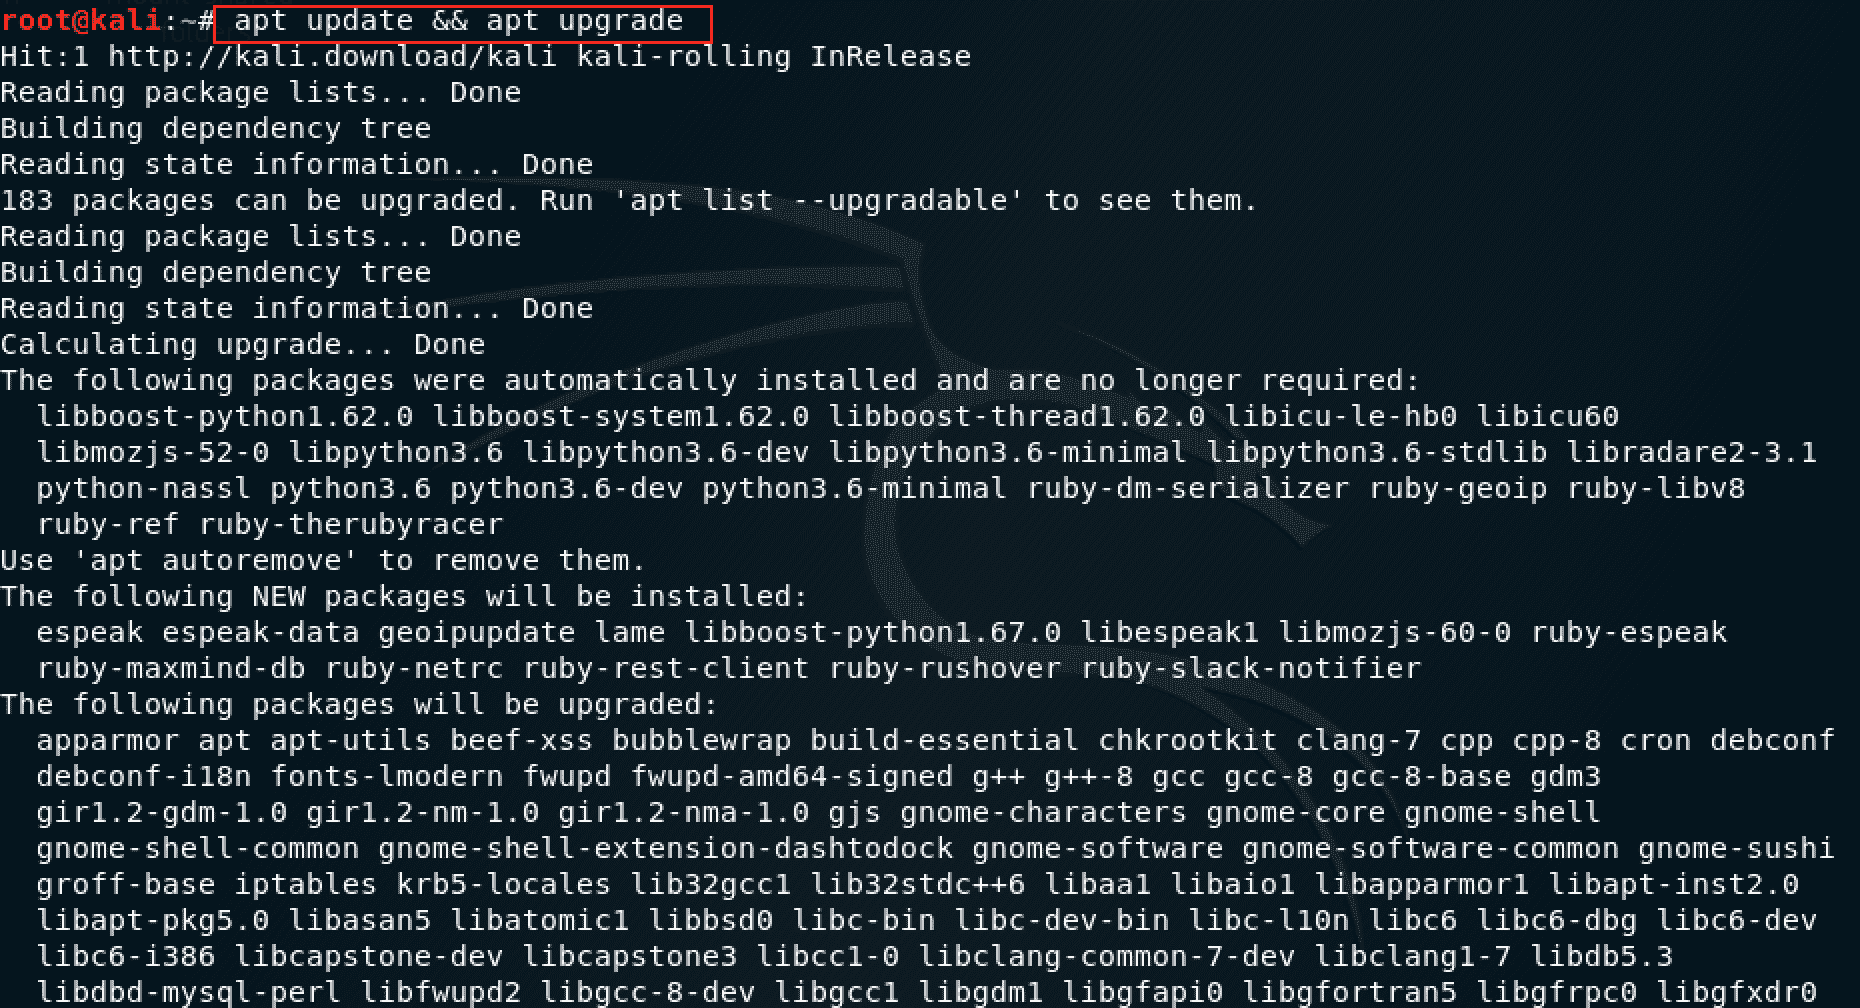 root@kali:~# apt update && apt upgrade
Hit:1 http://kali.download/kali kali-rolling InRelease
Reading package lists... Done
Building dependency tree
Reading state information... Done
183 packages can be upgraded. Run 'apt list --upgradable' to see them.
Reading package lists... Done
Building dependency tree
Reading state information... Done
Calculating upgrade... Done
The following packages were automatically installed and are no longer required:
  libboost-python1.62.0 libboost-system1.62.0 libboost-thread1.62.0 libicu-le-hb0 libicu60
  libmozjs-52-0 libpython3.6 libpython3.6-dev libpython3.6-minimal libpython3.6-stdlib libradare2-3.1
  python-nassl python3.6 python3.6-dev python3.6-minimal ruby-dm-serializer ruby-geoip ruby-libv8
  ruby-ref ruby-therubyracer
Use 'apt autoremove' to remove them.
The following NEW packages will be installed:
  espeak espeak-data geoipupdate lame libboost-python1.67.0 libespeak1 libmozjs-60-0 ruby-espeak
  ruby-maxmind-db ruby-netrc ruby-rest-client ruby-rushover ruby-slack-notifier
The following packages will be upgraded:
  apparmor apt apt-utils beef-xss bubblewrap build-essential chkrootkit clang-7 cpp cpp-8 cron debconf
  debconf-i18n fonts-lmodern fwupd fwupd-amd64-signed g++ g++-8 gcc gcc-8 gcc-8-base gdm3
  gir1.2-gdm-1.0 gir1.2-nm-1.0 gir1.2-nma-1.0 gjs gnome-characters gnome-core gnome-shell
  gnome-shell-common gnome-shell-extension-dashtodock gnome-software gnome-software-common gnome-sushi
  groff-base iptables krb5-locales lib32gcc1 lib32stdc++6 libaa1 libaio1 libapparmor1 libapt-inst2.0
  libapt-pkg5.0 libasan5 libatomic1 libbsd0 libc-bin libc-dev-bin libc-l10n libc6 libc6-dbg libc6-dev
  libc6-i386 libcapstone-dev libcapstone3 libcc1-0 libclang-common-7-dev libclang1-7 libdb5.3
  libdbd-mysql-perl libfwupd2 libgcc-8-dev libgcc1 libgdm1 libgfapi0 libgfortran5 libgfrpc0 libgfxdr0